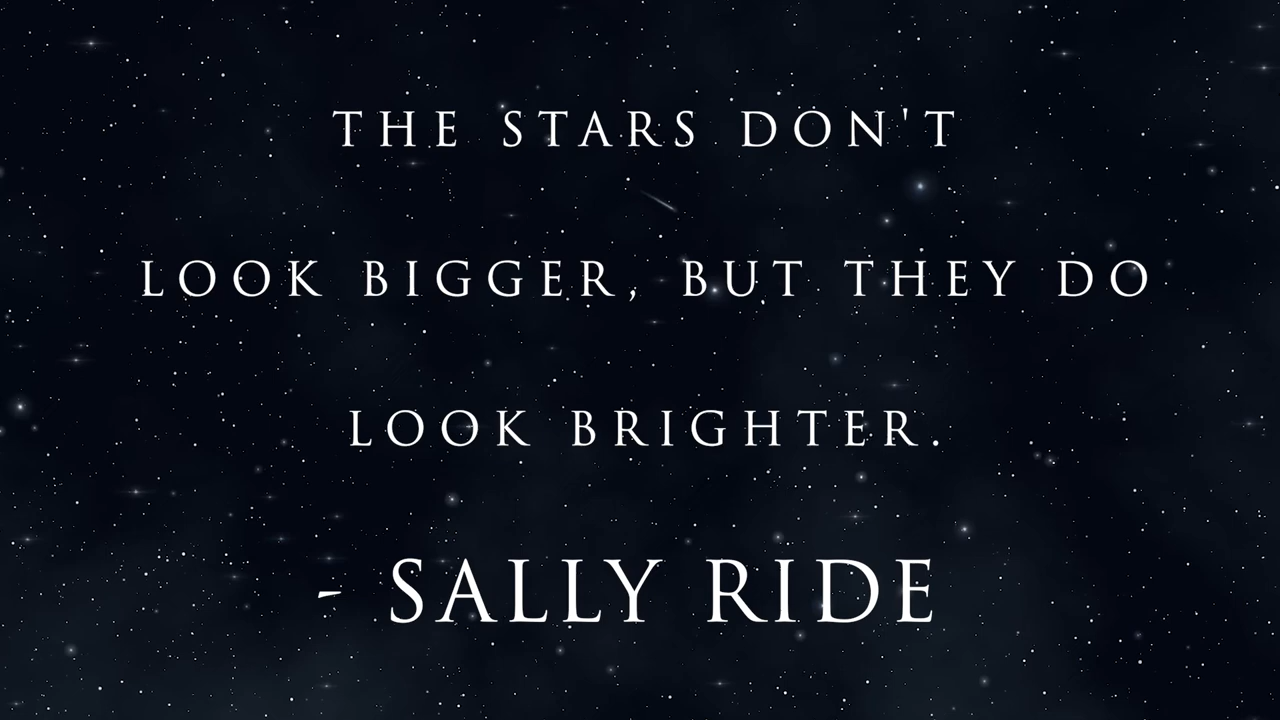 THE STARS DON'T
LOOK BIGGER, BUT THEY DO
LOOK BRIGHTER.
- SALLY RIDE